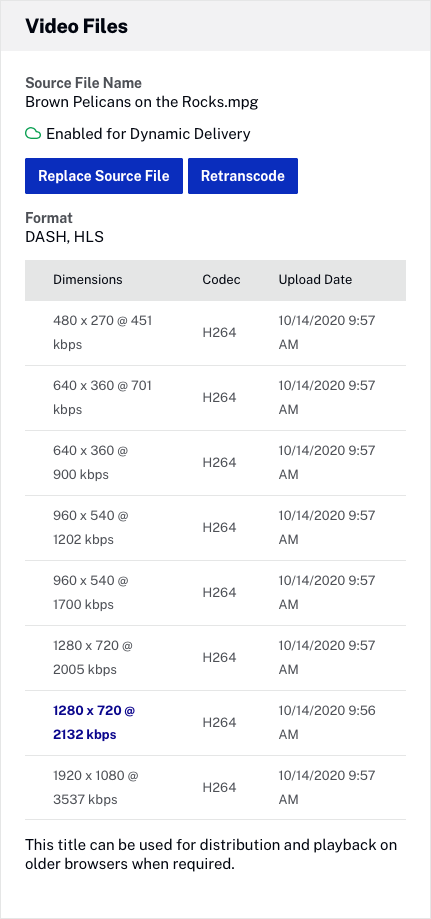 Video Files
Source File Name
Brown Pelicans on the Rocks.mpg
Enabled for Dynamic Delivery
Replace Source File Retranscode
Format
DASH, HLS
Dimensions Codec Upload Date
480 x 270 @ 451 kbps H264 10/14/2020 9:57 AM
640 x 360 @ 701 kbps H264 10/14/2020 9:57 AM
640 x 360 @ 900 kbps H264 10/14/2020 9:57 AM
960 x 540 @ 1202 kbps H264 10/14/2020 9:57 AM
960 x 540 @ 1700 kbps H264 10/14/2020 9:57 AM
1280 x 720 @ 2005 kbps H264 10/14/2020 9:57 AM
1280 x 720 @ 2132 kbps H264 10/14/2020 9:56 AM
1920 x 1080 @ 3537 kbps H264 10/14/2020 9:57 AM
This title can be used for distribution and playback on
older browsers when required.